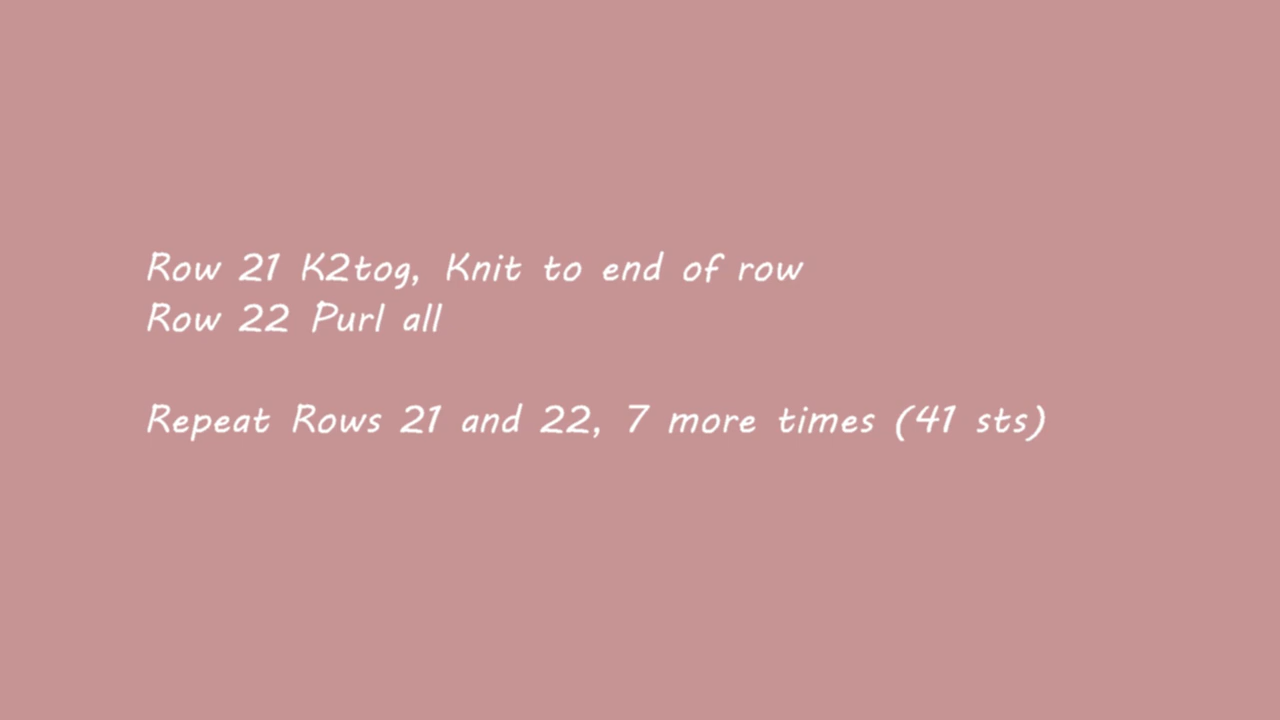 Row 21 K2tog, Knit to end of row
Row 22 Purl all
Repeat Rows 21 and 22, 7 more times (41 sts)